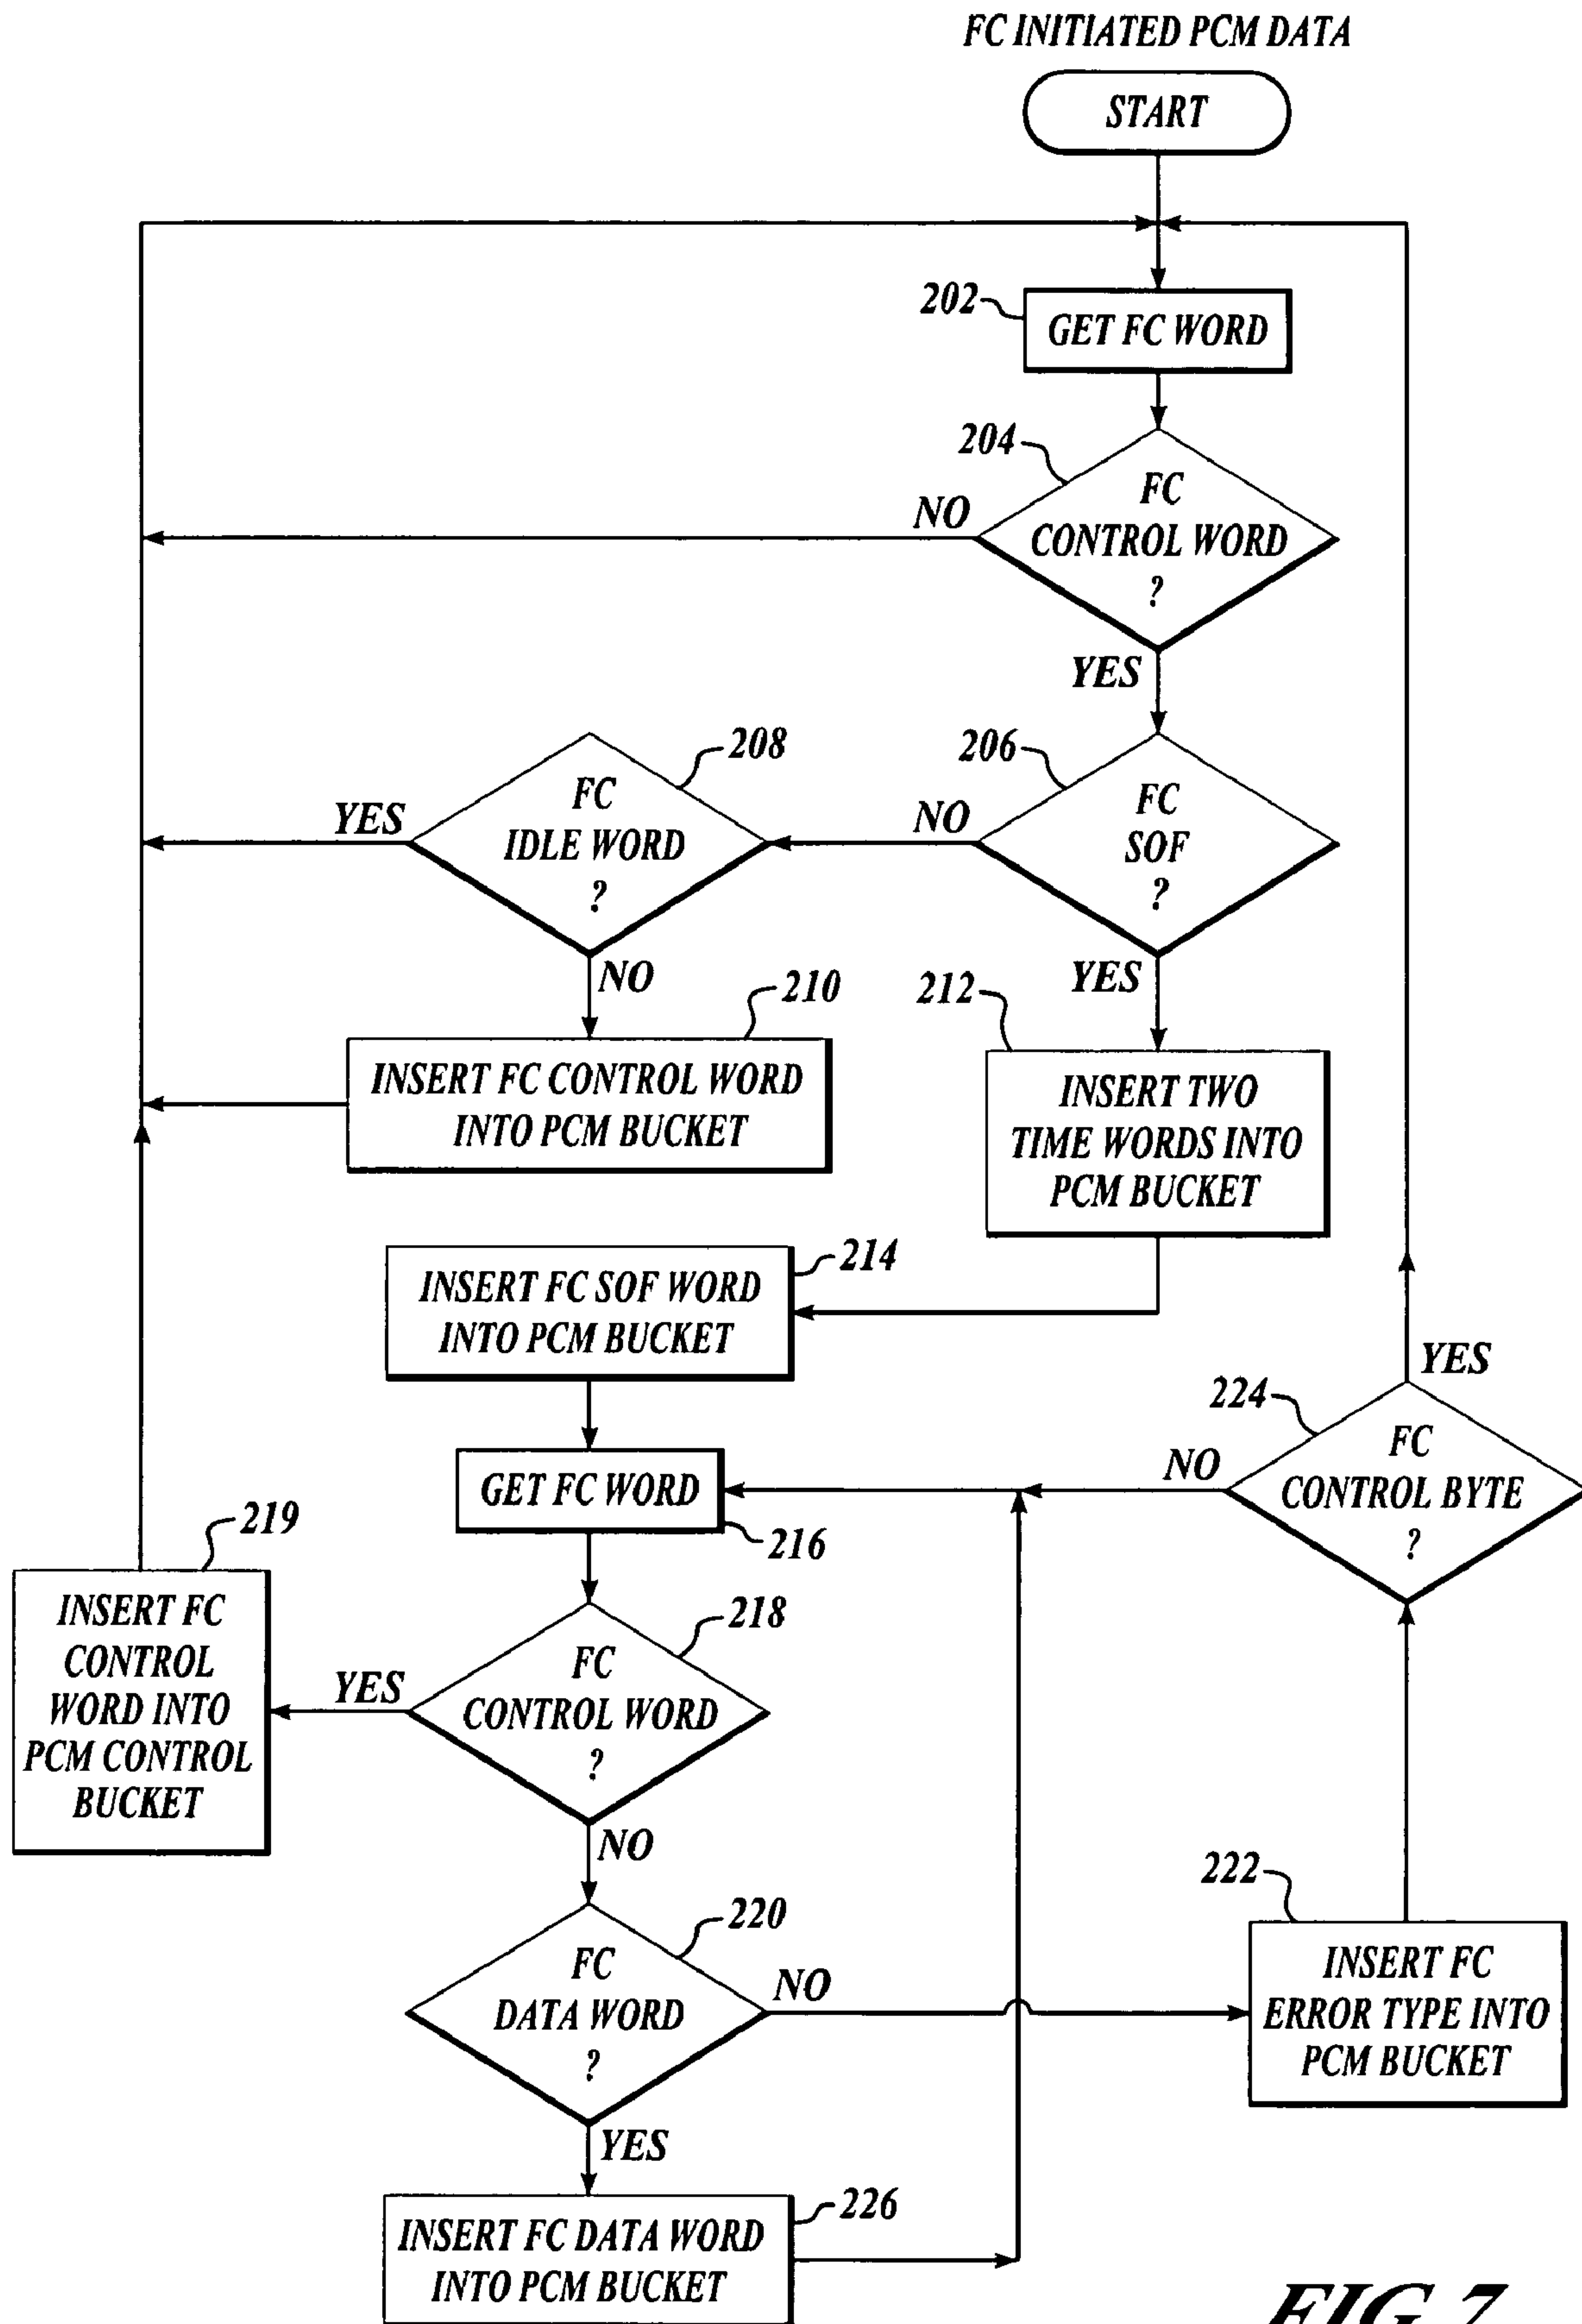 FC INITIATED PCM DATA
START
202
GET FC WORD
204
FC
CONTROL WORD
?
NO
YES
208
206
FC
IDLE WORD
?
YES
NO
FC
SOF
?
NO
YES
210
212
INSERT FC CONTROL WORD
INTO PCM BUCKET
INSERT TWO
TIME WORDS INTO
PCM BUCKET
214
INSERT FC SOF WORD
INTO PCM BUCKET
YES
224
FC
CONTROL BYTE
?
NO
GET FC WORD
216
219
INSERT FC
CONTROL
WORD INTO
PCM CONTROL
BUCKET
218
YES
FC
CONTROL WORD
?
NO
220
FC
DATA WORD
?
NO
222
INSERT FC
ERROR TYPE INTO
PCM BUCKET
YES
226
INSERT FC DATA WORD
INTO PCM BUCKET
FIG 7